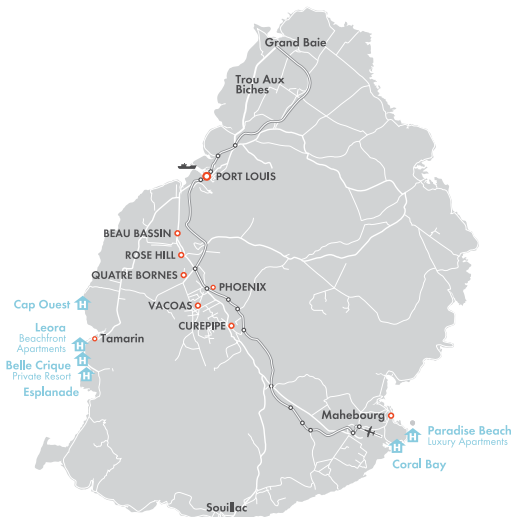 Grand Baie
Trou Aux
Biches
PORT LOUIS
BEAU BASSIN
ROSE HILL
QUATRE BORNES
PHOENIX
Cap Ouest
H
VACOAS
CUREPIPE
Leora
Beachfront
Apartments
H
Tamarin
H
Belle Crique
Private Resort
H
Esplanade
Mahebourg
Paradise Beach
Luxury Apartments
H
H
Coral Bay
Souillac